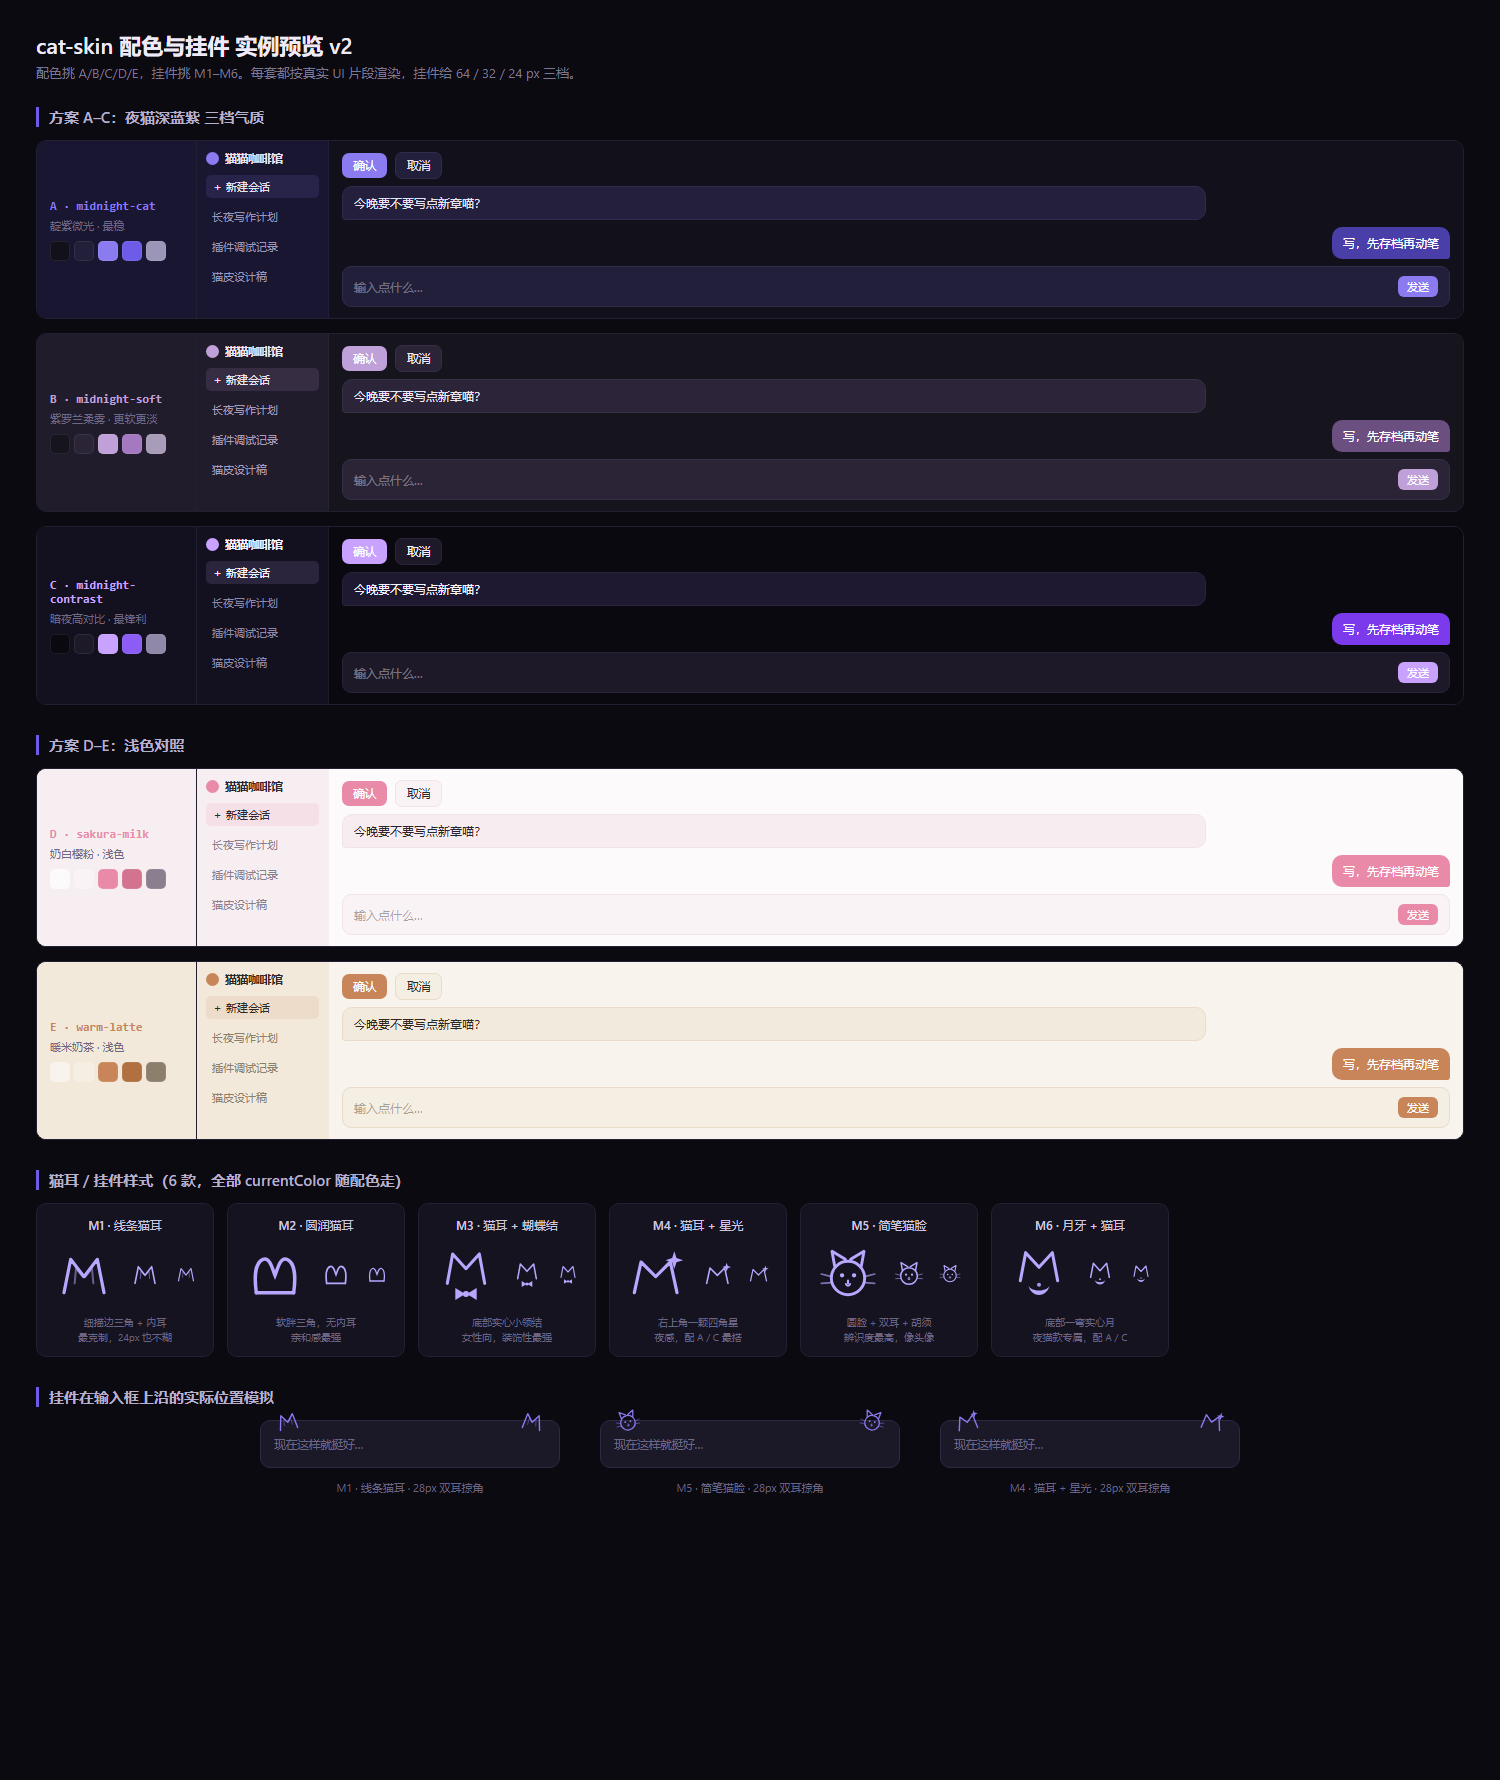 cat-skin 配色与挂件 实例预览 v2
配色挑 A/B/C/D/E，挂件挑 M1–M6。每套都按真实 UI 片段渲染，挂件给 64 / 32 / 24 px 三档。
方案 A–C：夜猫深蓝紫 三档气质
A · midnight-cat
靛紫微光 · 最稳
猫猫咖啡馆
+ 新建会话
长夜写作计划
插件调试记录
猫皮设计稿
确认 取消
今晚要不要写点新章喵？
写，先存档再动笔
输入点什么... 发送
B · midnight-soft
紫罗兰柔雾 · 更软更淡
猫猫咖啡馆
+ 新建会话
长夜写作计划
插件调试记录
猫皮设计稿
确认 取消
今晚要不要写点新章喵？
写，先存档再动笔
输入点什么... 发送
C · midnight-
contrast
暗夜高对比 · 最锋利
猫猫咖啡馆
+ 新建会话
长夜写作计划
插件调试记录
猫皮设计稿
确认 取消
今晚要不要写点新章喵？
写，先存档再动笔
输入点什么... 发送
方案 D–E：浅色对照
D · sakura-milk
奶白樱粉 · 浅色
猫猫咖啡馆
+ 新建会话
长夜写作计划
插件调试记录
猫皮设计稿
确认 取消
今晚要不要写点新章喵？
写，先存档再动笔
输入点什么... 发送
E · warm-latte
暖米奶茶 · 浅色
猫猫咖啡馆
+ 新建会话
长夜写作计划
插件调试记录
猫皮设计稿
确认 取消
今晚要不要写点新章喵？
写，先存档再动笔
输入点什么... 发送
猫耳 / 挂件样式（6 款，全部 currentColor 随配色走）
M1 · 线条猫耳
细描边三角 + 内耳
最克制，24px 也不糊
M2 · 圆润猫耳
软胖三角，无内耳
亲和感最强
M3 · 猫耳 + 蝴蝶结
底部实心小领结
女性向，装饰性最强
M4 · 猫耳 + 星光
右上角一颗四角星
夜感，配 A / C 最搭
M5 · 简笔猫脸
圆脸 + 双耳 + 胡须
辨识度最高，像头像
M6 · 月牙 + 猫耳
底部一弯实心月
夜猫款专属，配 A / C
挂件在输入框上沿的实际位置模拟
现在这样就挺好...
M1 · 线条猫耳 · 28px 双耳掠角
现在这样就挺好...
M5 · 简笔猫脸 · 28px 双耳掠角
现在这样就挺好...
M4 · 猫耳 + 星光 · 28px 双耳掠角